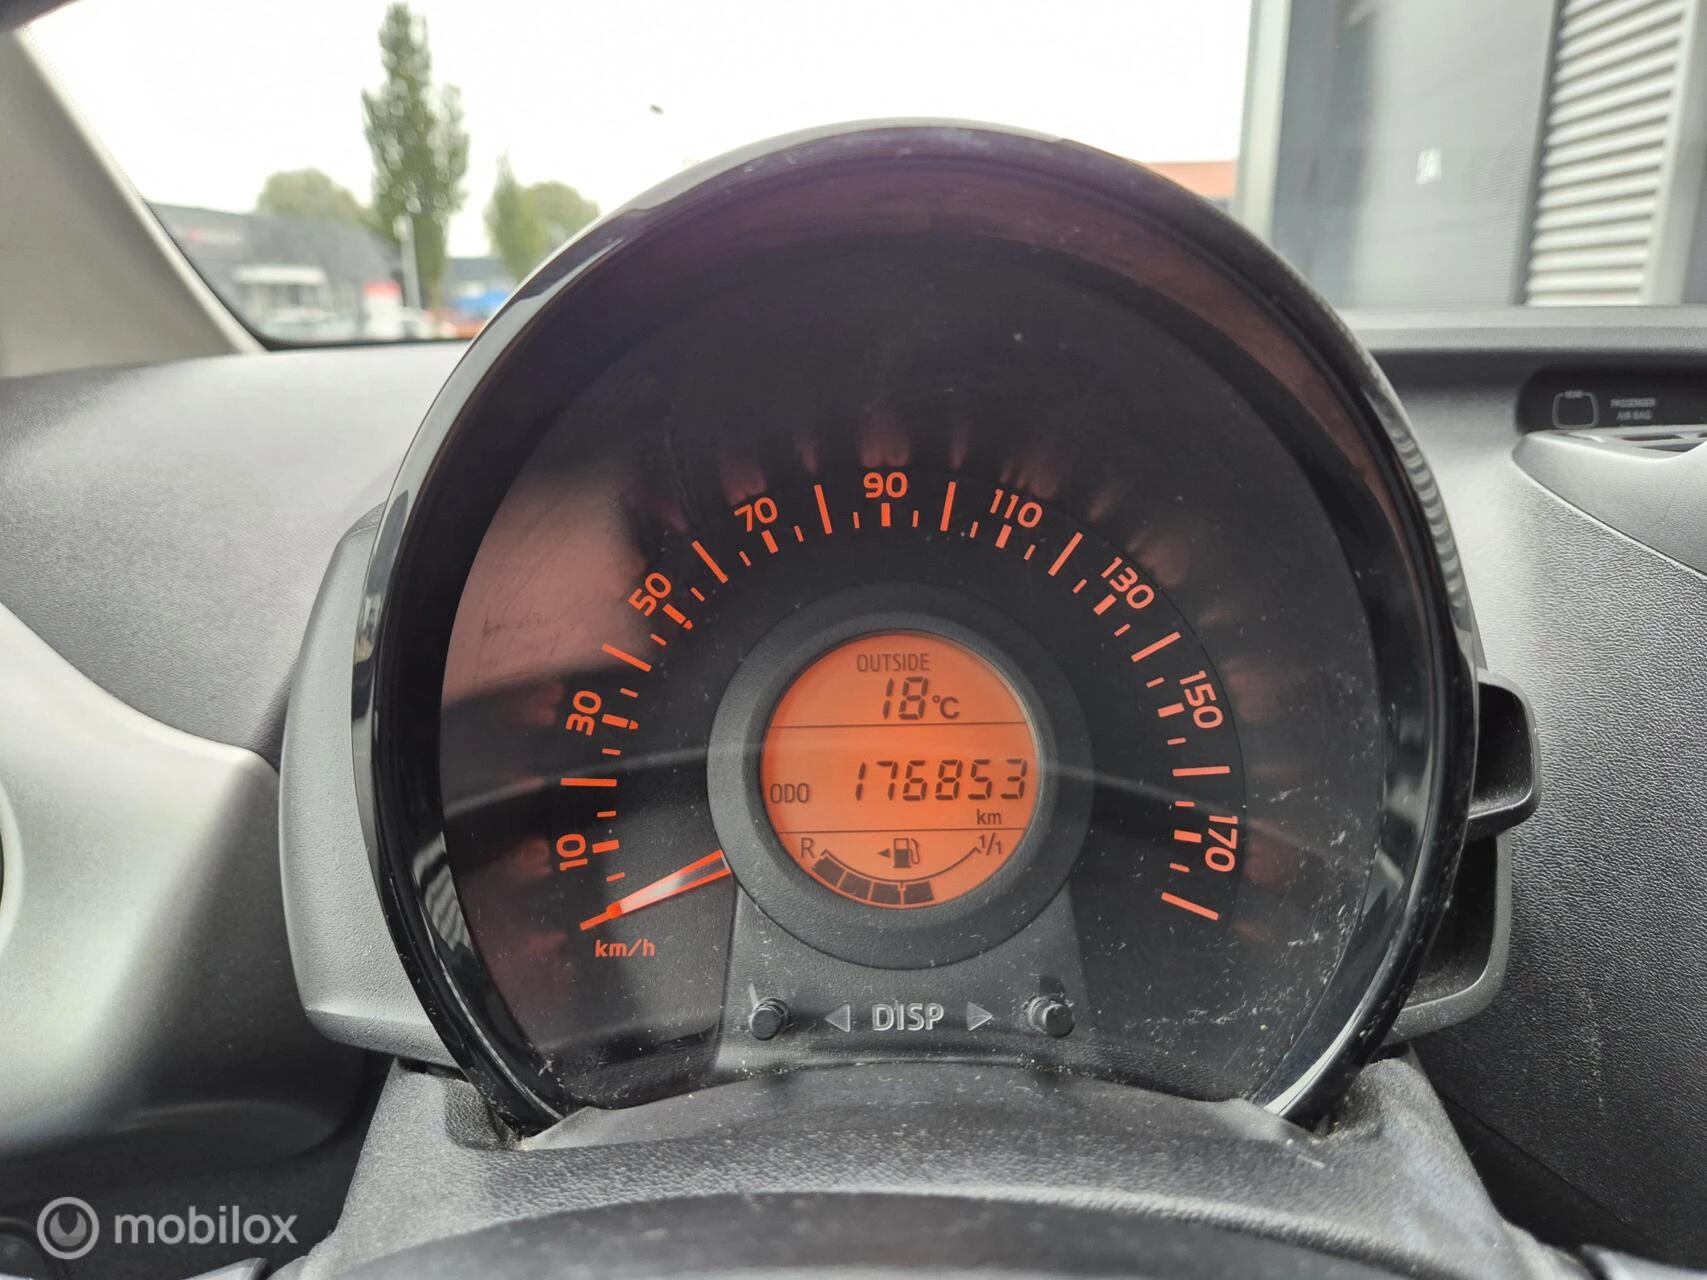 PASSENGER
AIR BAG
10
30
50
70
90
110
130
150
170
km/h
OUTSIDE
18°C
ODO 176853
km
R 1/1
◁ DISP ▷
mobilox